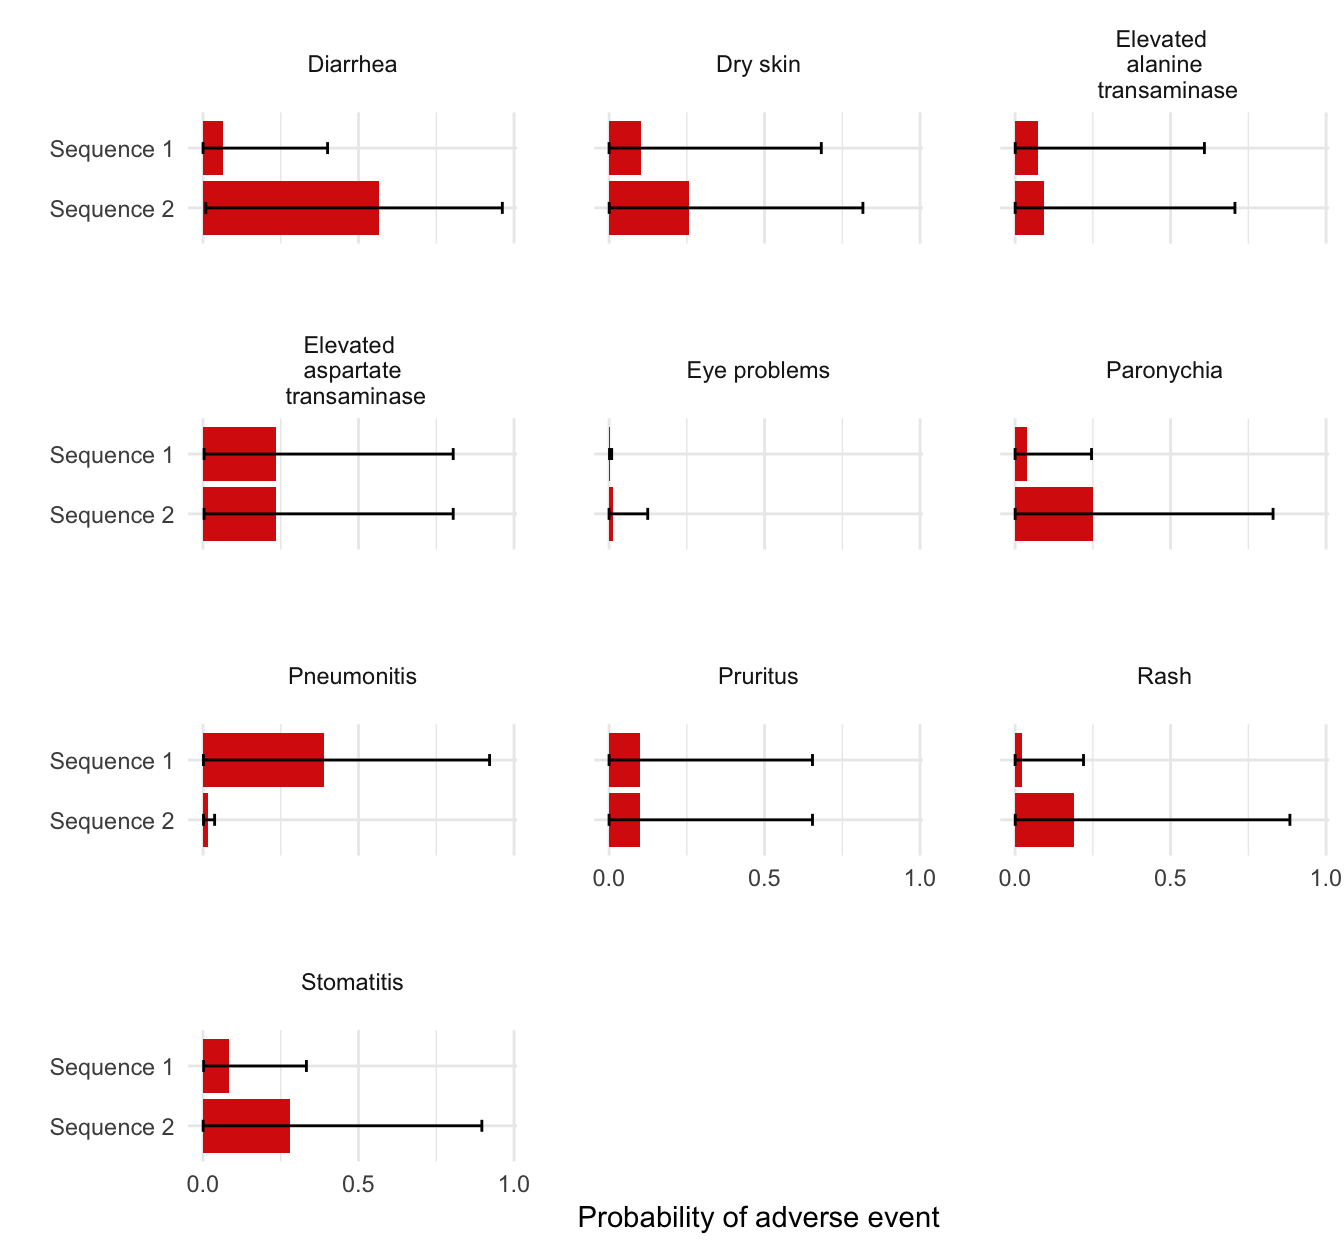 Diarrhea
Dry skin
Elevated
alanine
transaminase
Sequence 1
Sequence 2
Elevated
aspartate
transaminase
Eye problems
Paronychia
Sequence 1
Sequence 2
Pneumonitis
Pruritus
Rash
Sequence 1
Sequence 2
0.0 0.5 1.0
0.0 0.5 1.0
Stomatitis
Sequence 1
Sequence 2
0.0 0.5 1.0
Probability of adverse event